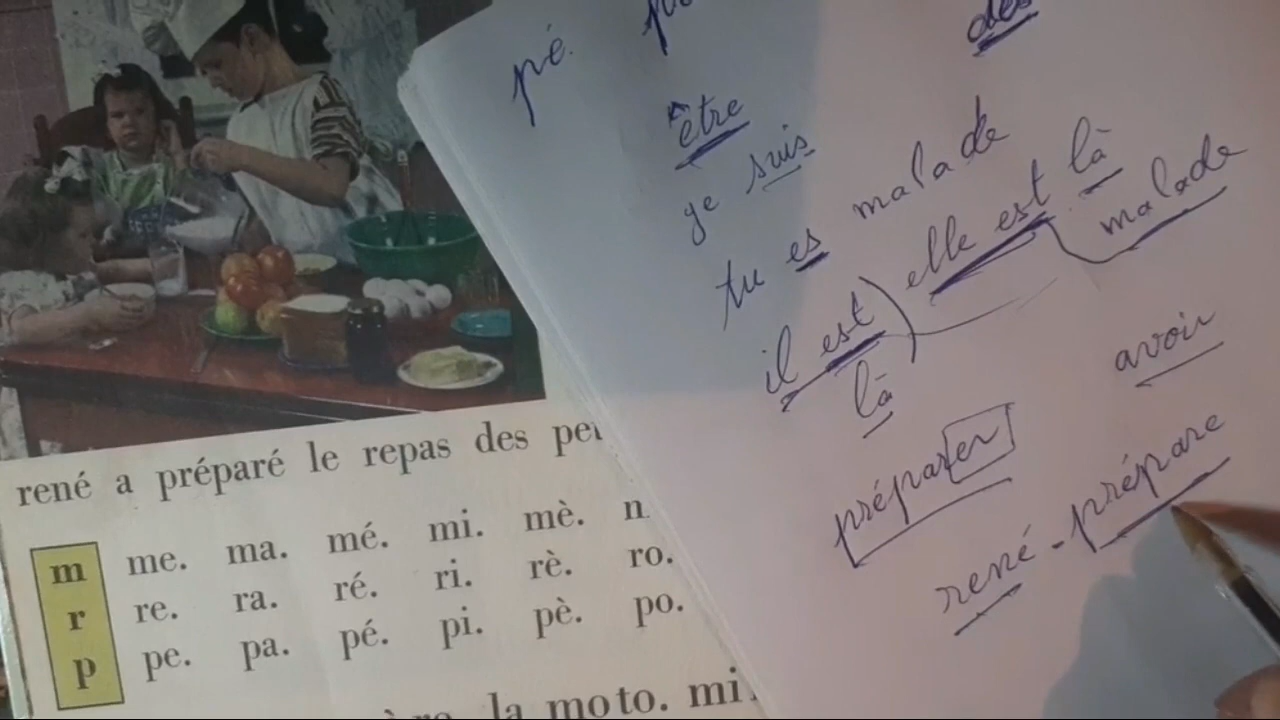 rené a préparé le repas des
m me. ma. mé. mi. mè.
r re. ra. ré. ri. rè. ro.
p pe. pa. pé. pi. pè. po.
la moto.
pé.
des
être
ge suis
tu es malade
il est là
elle est là
malade
avoir
préparer
rené - prépare